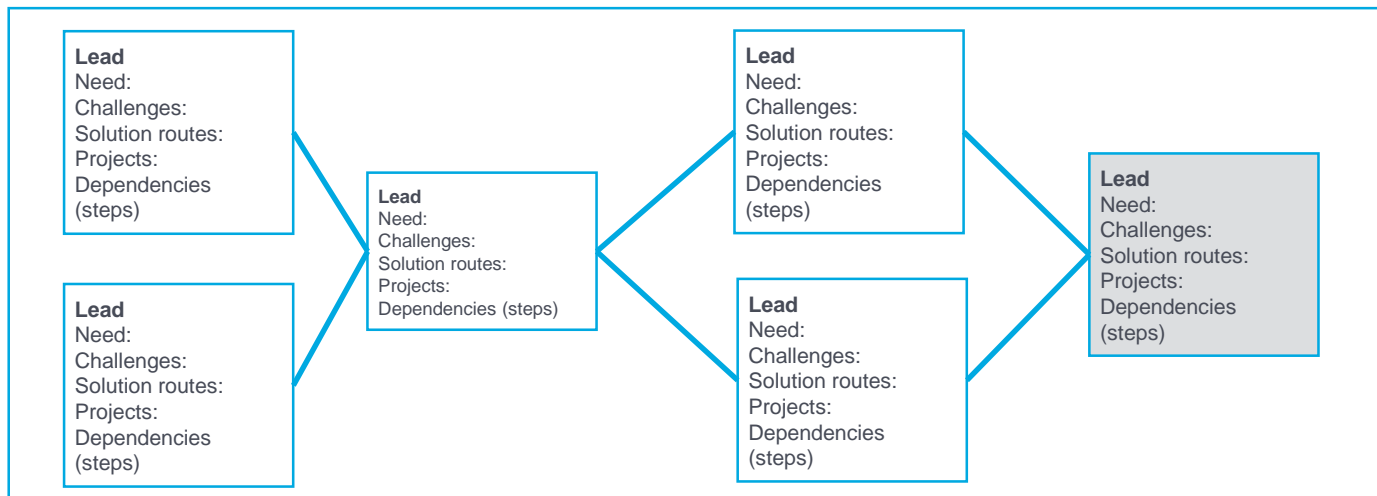 Lead
Need:
Challenges:
Solution routes:
Projects:
Dependencies
(steps)
Lead
Need:
Challenges:
Solution routes:
Projects:
Dependencies
(steps)
Lead
Need:
Challenges:
Solution routes:
Projects:
Dependencies (steps)
Lead
Need:
Challenges:
Solution routes:
Projects:
Dependencies
(steps)
Lead
Need:
Challenges:
Solution routes:
Projects:
Dependencies
(steps)
Lead
Need:
Challenges:
Solution routes:
Projects:
Dependencies
(steps)